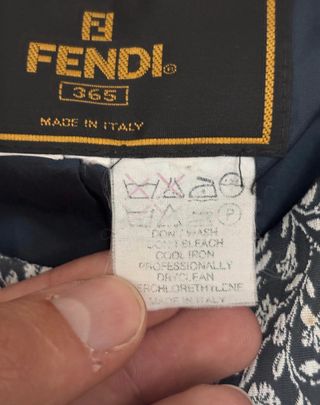 FENDI®
365
MADE IN ITALY
P
DON'T WASH
DON'T BLEACH
COOL IRON
PROFESSIONALLY
DRYCLEAN
PERCHLORETHYLENE
MADE IN ITALY